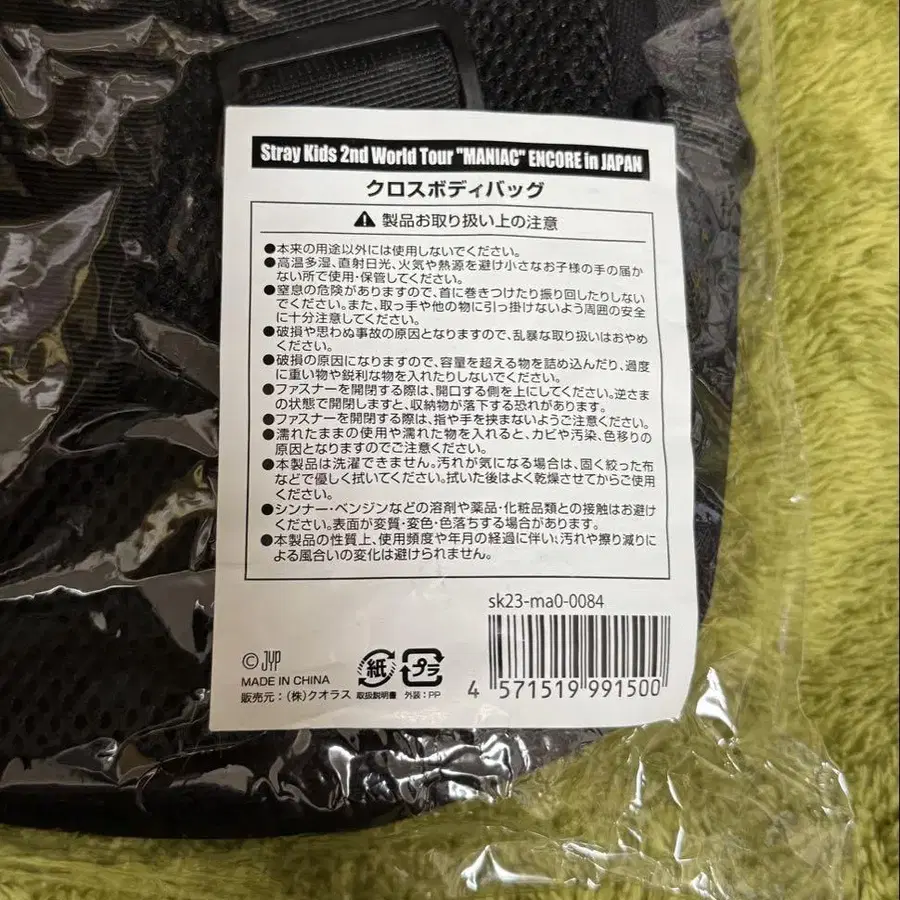 Stray Kids 2nd World Tour "MANIAC" ENCORE in JAPAN
クロスボディバッグ
製品お取り扱い上の注意
●本来の用途以外には使用しないでください。
●高温多湿、直射日光、火気や熱源を避け小さなお子様の手の届か
ない所で使用・保管してください。
●窒息の危険がありますので、首に巻きつけたり振り回したりしない
でください。また、取っ手や他の物に引っ掛けないよう周囲の安全
に十分注意してください。
●破損や思わぬ事故の原因となりますので、乱暴な取り扱いはおやめ
ください。
●破損の原因になりますので、容量を超える物を詰め込んだり、過度
に重い物や鋭利な物を入れたりしないでください。
●ファスナーを開閉する際は、開口する側を上にしてください。逆さま
の状態で開閉しますと、収納物が落下する恐れがあります。
●ファスナーを開閉する際は、指や手を挟まないようご注意ください。
●濡れたままの使用や濡れた物を入れると、カビや汚染、色移りの
原因となりますのでご注意ください。
●本製品は洗濯できません。汚れが気になる場合は、固く絞った布
などで優しく拭いてください。拭いた後はよく乾燥させてからご使用
ください。
●シンナー・ベンジンなどの溶剤や薬品・化粧品類との接触はお避け
ください。表面が変質・変色・色落ちする場合があります。
●本製品の性質上、使用頻度や年月の経過に伴い、汚れや擦り減りに
よる風合いの変化は避けられません。
sk23-ma0-0084
©JYP
MADE IN CHINA
販売元:(株)クオラス
紙
取扱説明書
プラ
外装:PP
4 571519 991500